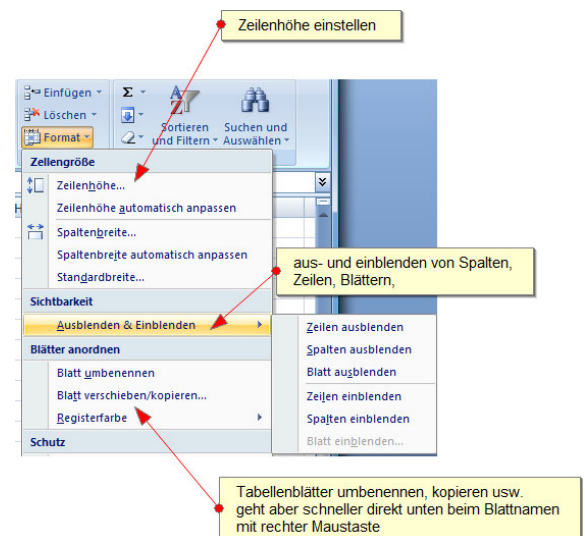 Zeilenhöhe einstellen
Einfügen
Löschen
Format
Σ
A
Z
Sortieren
und Filtern
Suchen und
Auswählen
Zellengröße
Zeilenhöhe...
Zeilenhöhe automatisch anpassen
Spaltenbreite...
Spaltenbreite automatisch anpassen
Standardbreite...
aus- und einblenden von Spalten,
Zeilen, Blättern,
Sichtbarkeit
Ausblenden & Einblenden
Zeilen ausblenden
Spalten ausblenden
Blatt ausblenden
Zeilen einblenden
Spalten einblenden
Blatt einblenden...
Blätter anordnen
Blatt umbenennen
Blatt verschieben/kopieren...
Registerfarbe
Schutz
Tabellenblätter umbenennen, kopieren usw.
geht aber schneller direkt unten beim Blattnamen
mit rechter Maustaste